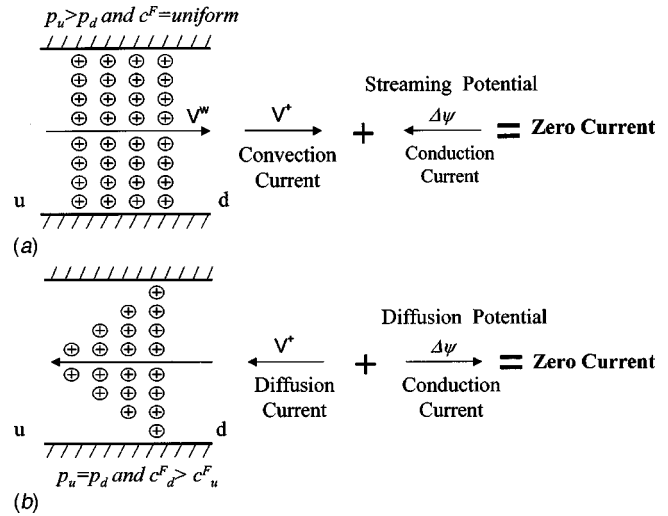 p_u>p_d and c^F=uniform
V^w
u
d
(a)
V^+
Convection
Current
+
Streaming Potential
Δψ
Conduction
Current
= Zero Current
u
d
p_u=p_d and c^F_d> c^F_u
(b)
V^+
Diffusion
Current
+
Diffusion Potential
Δψ
Conduction
Current
= Zero Current